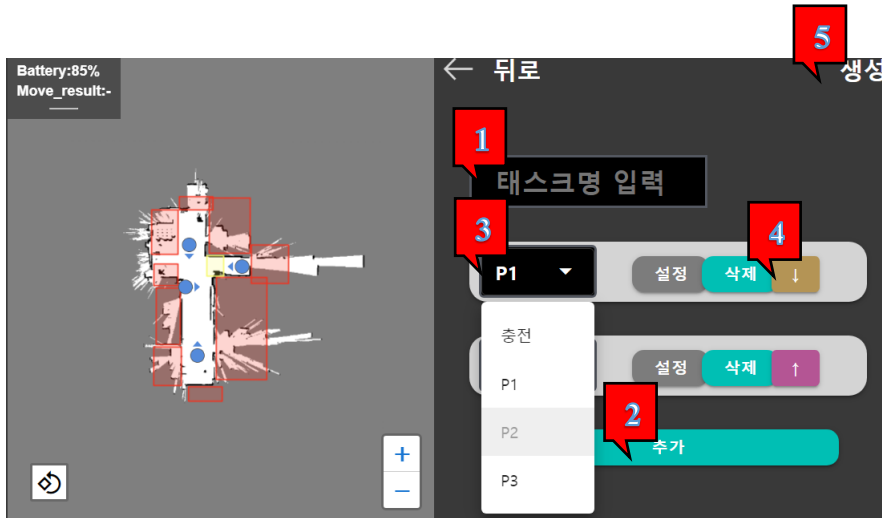 Battery:85%
Move_result:-
+
−
5
← 뒤로
생성
1
태스크명 입력
3
4
P1
설정
삭제
↓
충전
P1
P2
P3
설정
삭제
↑
2
추가